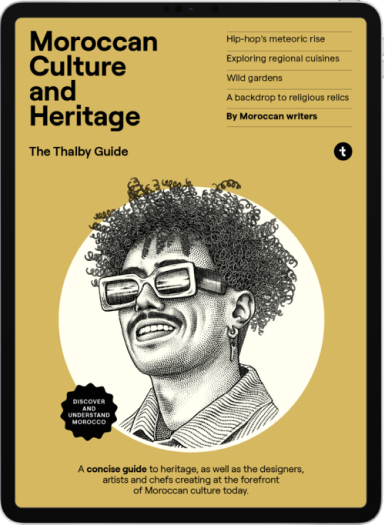 Moroccan
Culture
and
Heritage
Hip-hop's meteoric rise
Exploring regional cuisines
Wild gardens
A backdrop to religious relics
By Moroccan writers
The Thalby Guide
t
DISCOVER
AND
UNDERSTAND
MOROCCO
A concise guide to heritage, as well as the designers,
artists and chefs creating at the forefront
of Moroccan culture today.